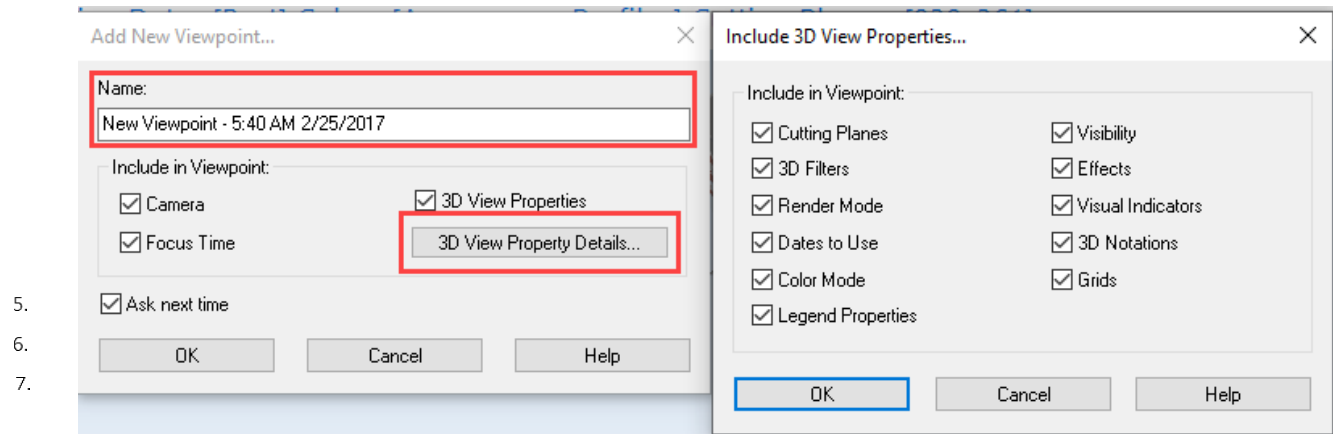 Add New Viewpoint...
Name:
New Viewpoint - 5:40 AM 2/25/2017
Include in Viewpoint:
Camera
3D View Properties
Focus Time
3D View Property Details...
Ask next time
OK
Cancel
Help
5.
6.
7.
Include 3D View Properties...
Include in Viewpoint:
Cutting Planes
Visibility
3D Filters
Effects
Render Mode
Visual Indicators
Dates to Use
3D Notations
Color Mode
Grids
Legend Properties
OK
Cancel
Help